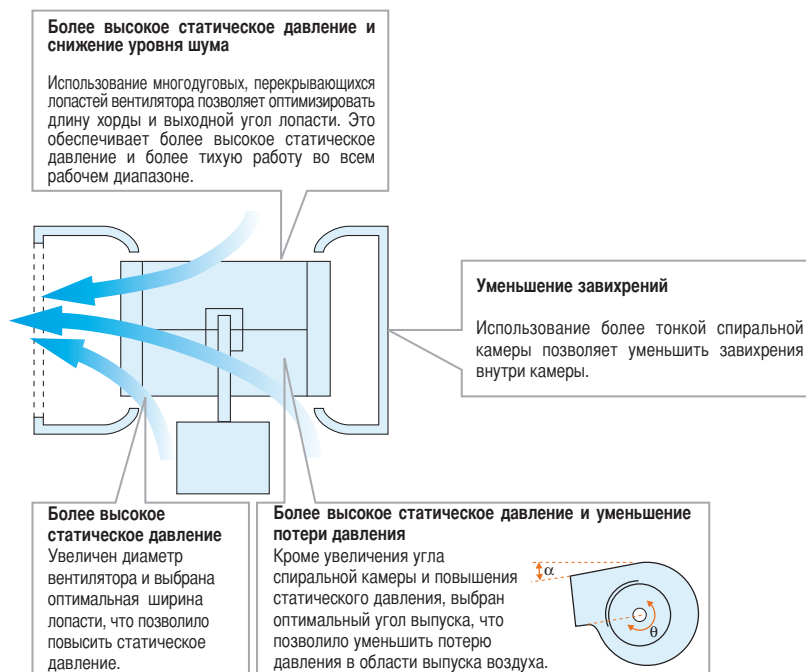 Более высокое статическое давление и
снижение уровня шума
Использование многодуговых, перекрывающихся
лопастей вентилятора позволяет оптимизировать
длину хорды и выходной угол лопасти. Это
обеспечивает более высокое статическое
давление и более тихую работу во всем
рабочем диапазоне.
Уменьшение завихрений
Использование более тонкой спиральной
камеры позволяет уменьшить завихрения
внутри камеры.
Более высокое
статическое давление
Увеличен диаметр
вентилятора и выбрана
оптимальная ширина
лопасти, что позволило
повысить статическое
давление.
Более высокое статическое давление и уменьшение
потери давления
Кроме увеличения угла
спиральной камеры и повышения
статического давления, выбран
оптимальный угол выпуска, что
позволило уменьшить потерю
давления в области выпуска воздуха.
α
θ